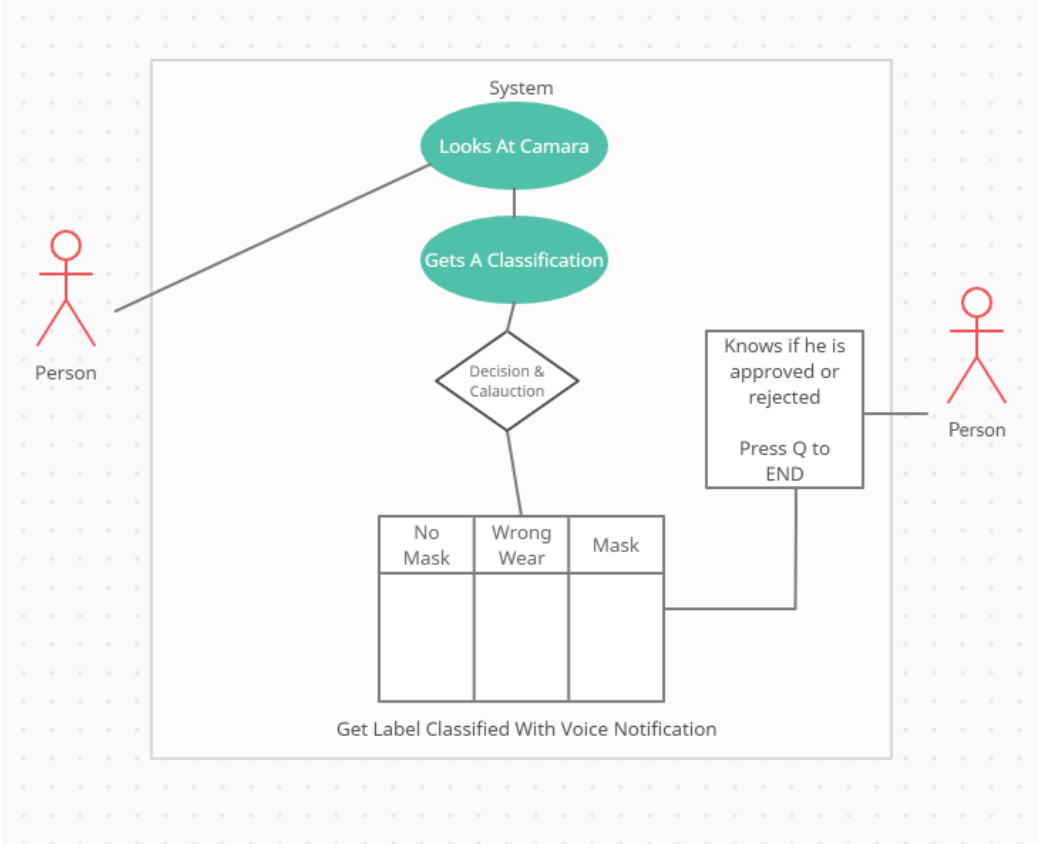 System
Looks At Camara
Gets A Classification
Person
Decision &
Calauction
Knows if he is
approved or
rejected
Press Q to
END
Person
No
Mask
Wrong
Wear
Mask
Get Label Classified With Voice Notification